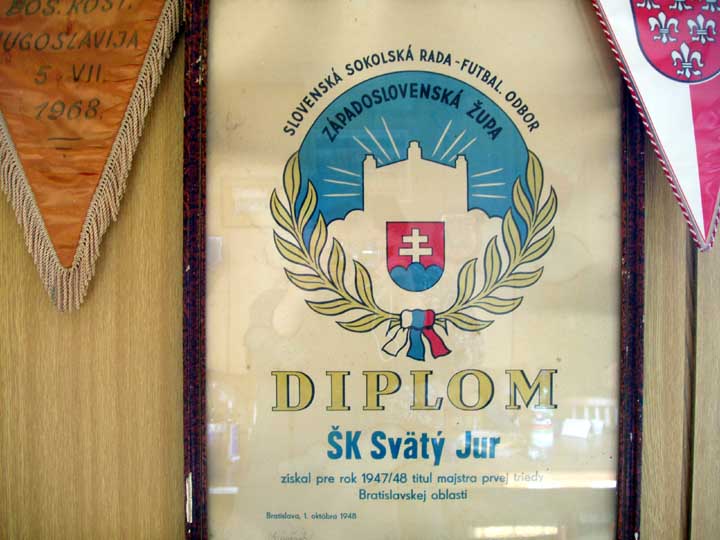 BOS. KOST.
JUGOSLAVIJA
5 VII.
1968.
SLOVENSKÁ SOKOLSKÁ RADA - FUTBAL. ODBOR
ZÁPADOSLOVENSKÁ ŽUPA
DIPLOM
ŠK Svätý Jur
získal pre rok 1947/48 titul majstra prvej triedy
Bratislavskej oblasti
Bratislava, 1. októbra 1948